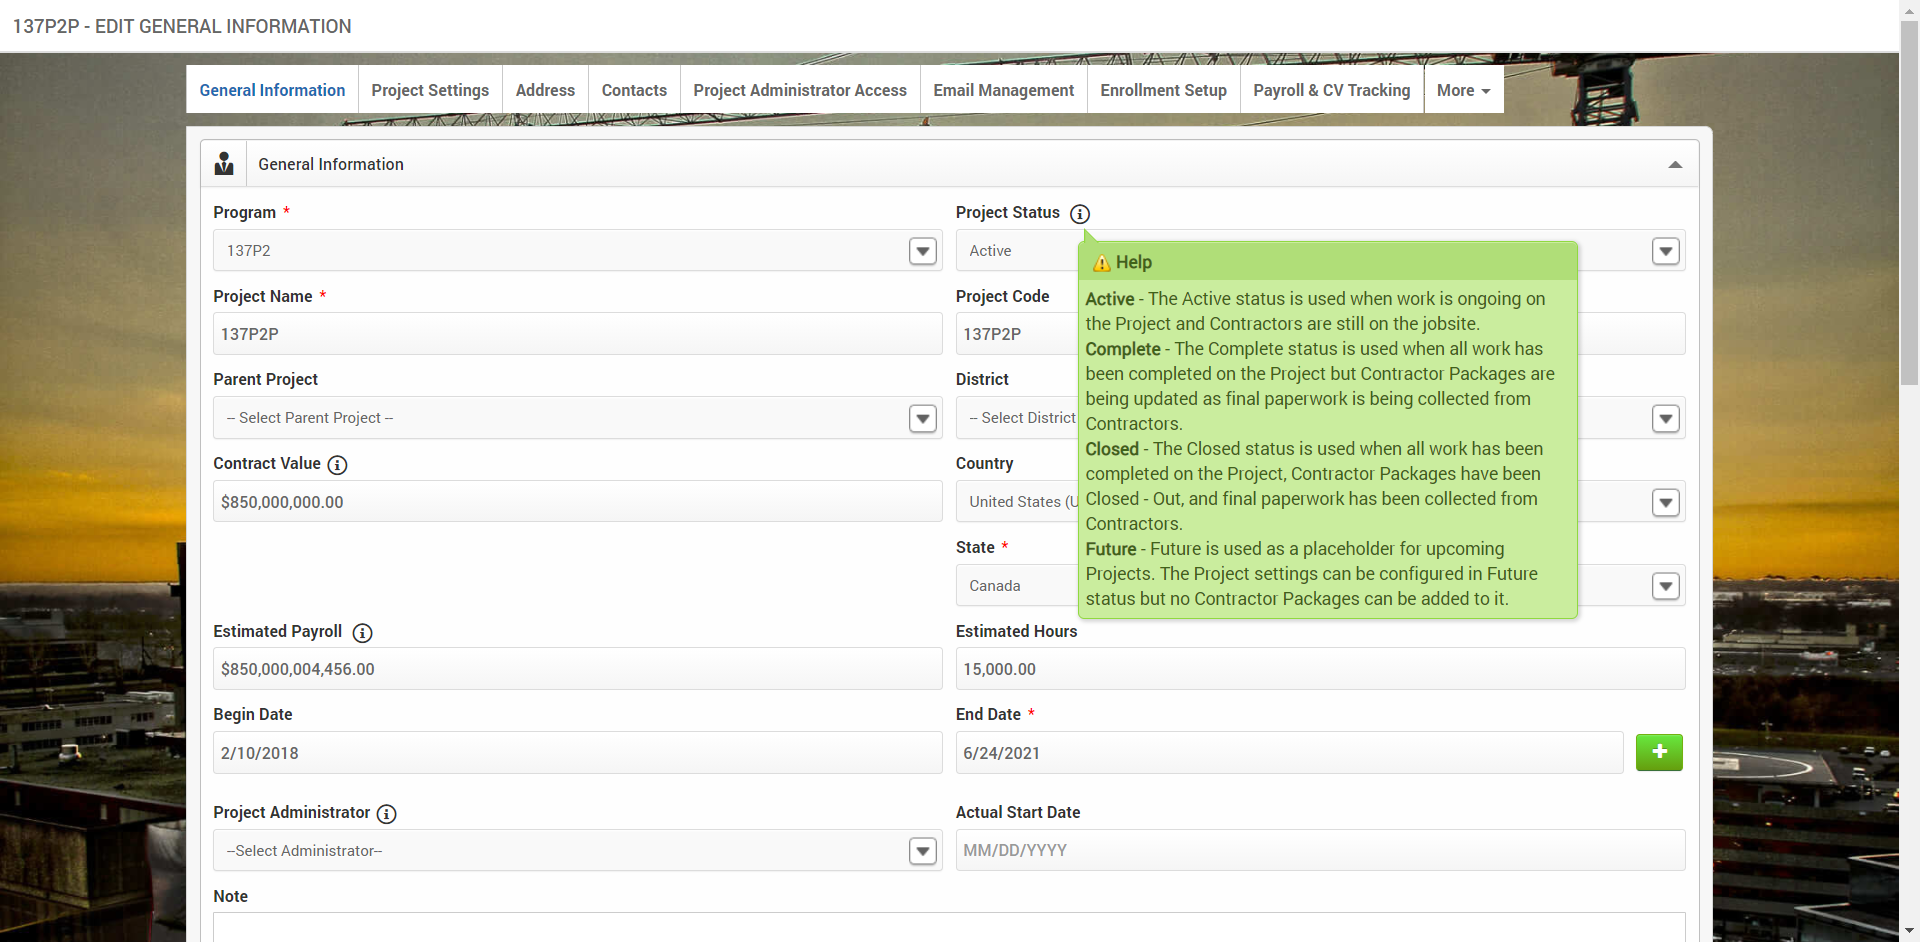 137P2P - EDIT GENERAL INFORMATION
General Information
Project Settings
Address
Contacts
Project Administrator Access
Email Management
Enrollment Setup
Payroll & CV Tracking
More
General Information
Program *
137P2
Project Status
Active
Help
Active - The Active status is used when work is ongoing on
the Project and Contractors are still on the jobsite.
Complete - The Complete status is used when all work has
been completed on the Project but Contractor Packages are
being updated as final paperwork is being collected from
Contractors.
Closed - The Closed status is used when all work has been
completed on the Project, Contractor Packages have been
Closed - Out, and final paperwork has been collected from
Contractors.
Future - Future is used as a placeholder for upcoming
Projects. The Project settings can be configured in Future
status but no Contractor Packages can be added to it.
Project Name *
137P2P
Project Code
137P2P
Parent Project
-- Select Parent Project --
District
-- Select District
Contract Value
$850,000,000.00
Country
United States (U
State *
Canada
Estimated Payroll
$850,000,004,456.00
Estimated Hours
15,000.00
Begin Date
2/10/2018
End Date *
6/24/2021
Project Administrator
--Select Administrator--
Actual Start Date
MM/DD/YYYY
Note